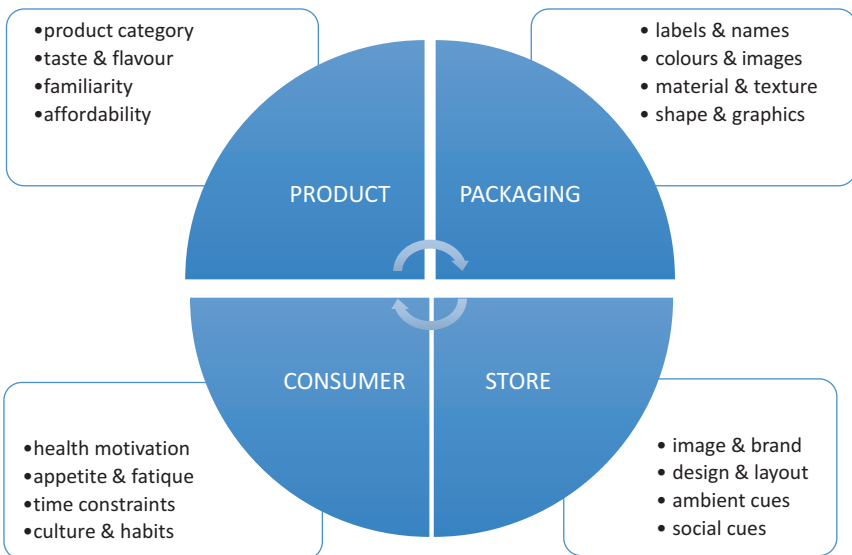 •product category
•taste & flavour
•familiarity
•affordability
• labels & names
• colours & images
• material & texture
• shape & graphics
PRODUCT
PACKAGING
CONSUMER
STORE
•health motivation
•appetite & fatique
•time constraints
•culture & habits
• image & brand
• design & layout
• ambient cues
• social cues